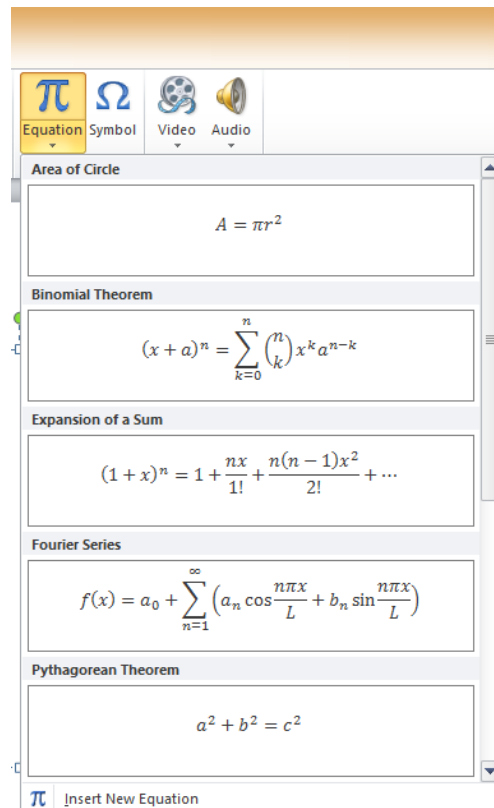 π Ω
Equation Symbol Video Audio
Area of Circle
A = πr²
Binomial Theorem
(x + a)ⁿ = ∑_{k=0}^{n} (n k) xᵏaⁿ⁻ᵏ
Expansion of a Sum
(1 + x)ⁿ = 1 + nx/1! + n(n − 1)x²/2! + ⋯
Fourier Series
f(x) = a₀ + ∑_{n=1}^{∞} (aₙ cos nπx/L + bₙ sin nπx/L)
Pythagorean Theorem
a² + b² = c²
π Insert New Equation